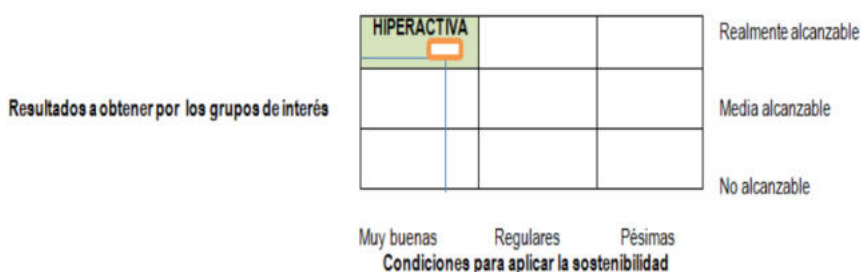 HIPERACTIVA
Realmente alcanzable
Resultados a obtener por los grupos de interés
Media alcanzable
No alcanzable
Muy buenas Regulares Pésimas
Condiciones para aplicar la sostenibilidad